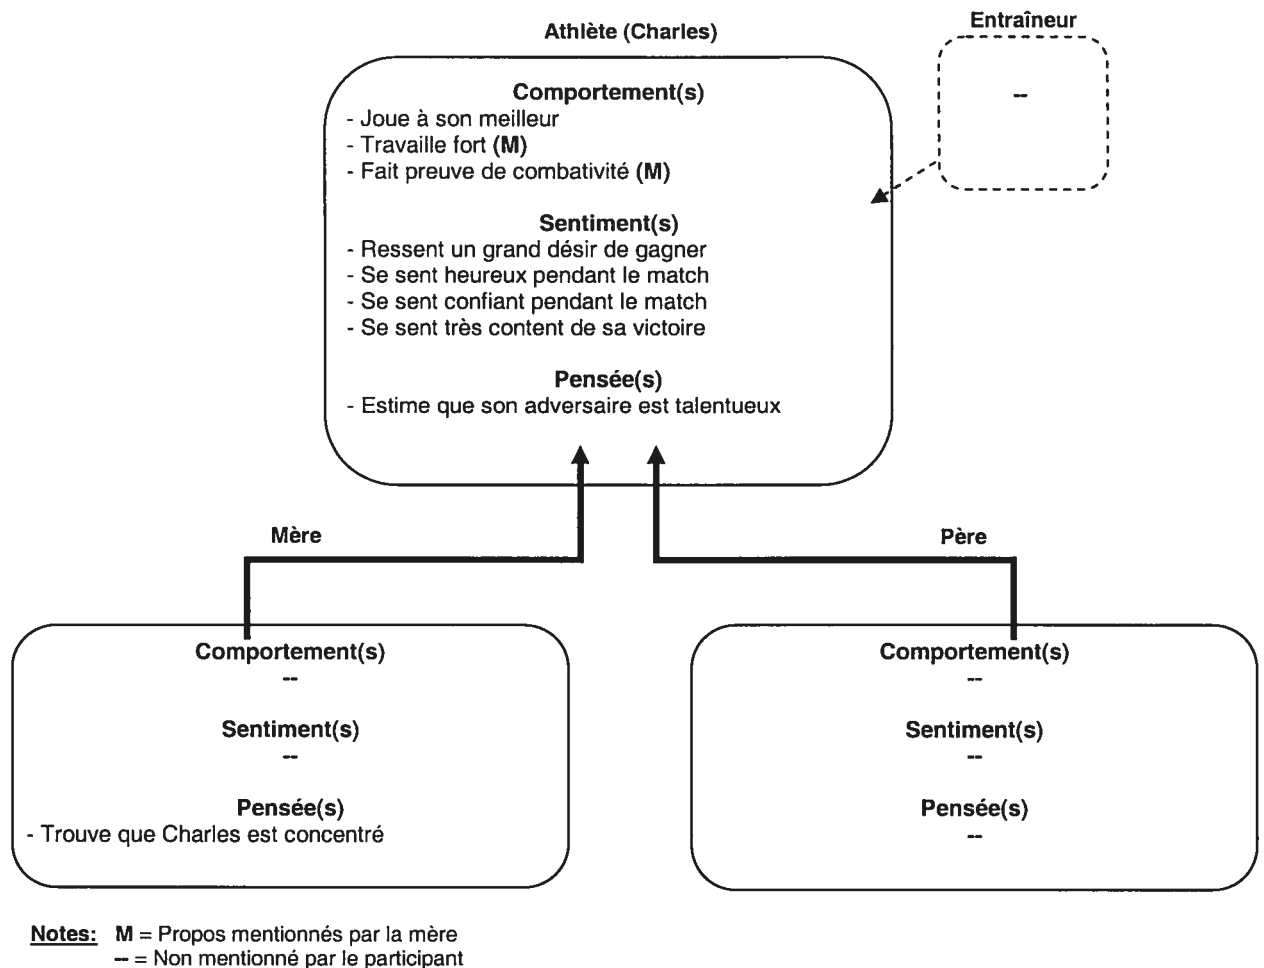 Entraîneur
--
Athlète (Charles)
Comportement(s)
- Joue à son meilleur
- Travaille fort (M)
- Fait preuve de combativité (M)
Sentiment(s)
- Ressent un grand désir de gagner
- Se sent heureux pendant le match
- Se sent confiant pendant le match
- Se sent très content de sa victoire
Pensée(s)
- Estime que son adversaire est talentueux
Mère
Comportement(s)
--
Sentiment(s)
--
Pensée(s)
- Trouve que Charles est concentré
Père
Comportement(s)
--
Sentiment(s)
--
Pensée(s)
--
Notes: M = Propos mentionnés par la mère
-- = Non mentionné par le participant